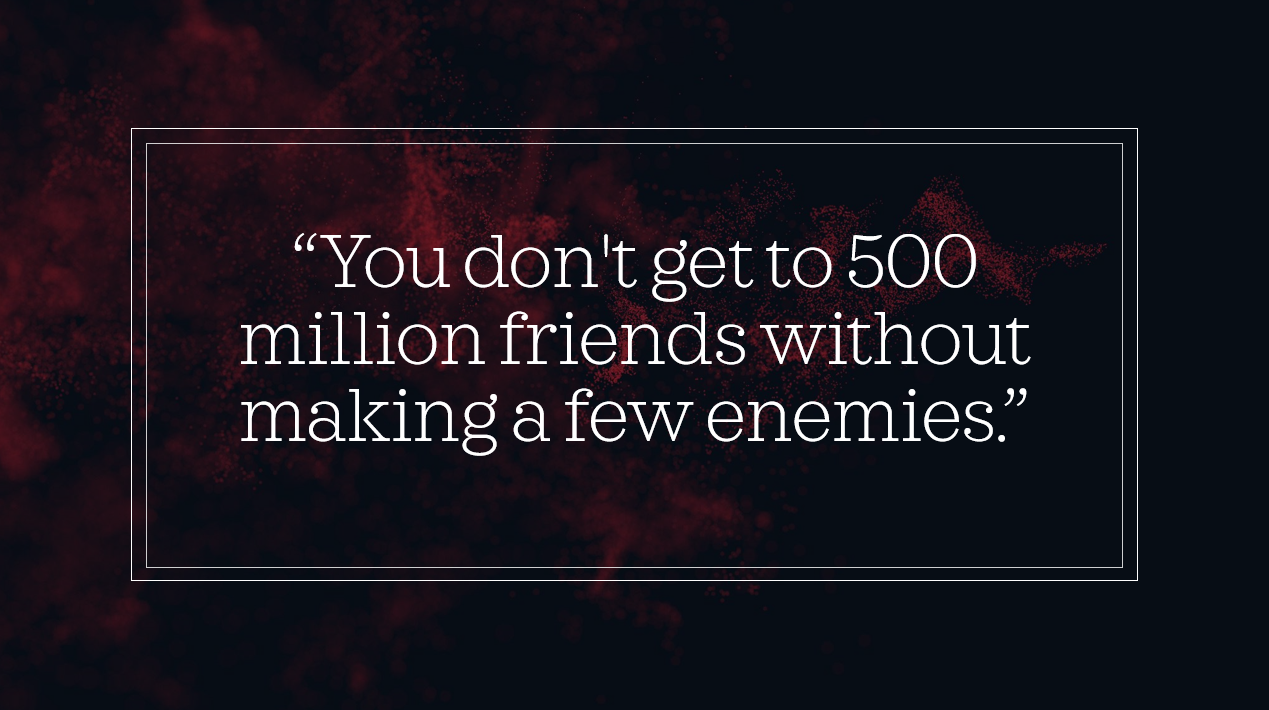 “You don't get to 500
million friends without
making a few enemies.”